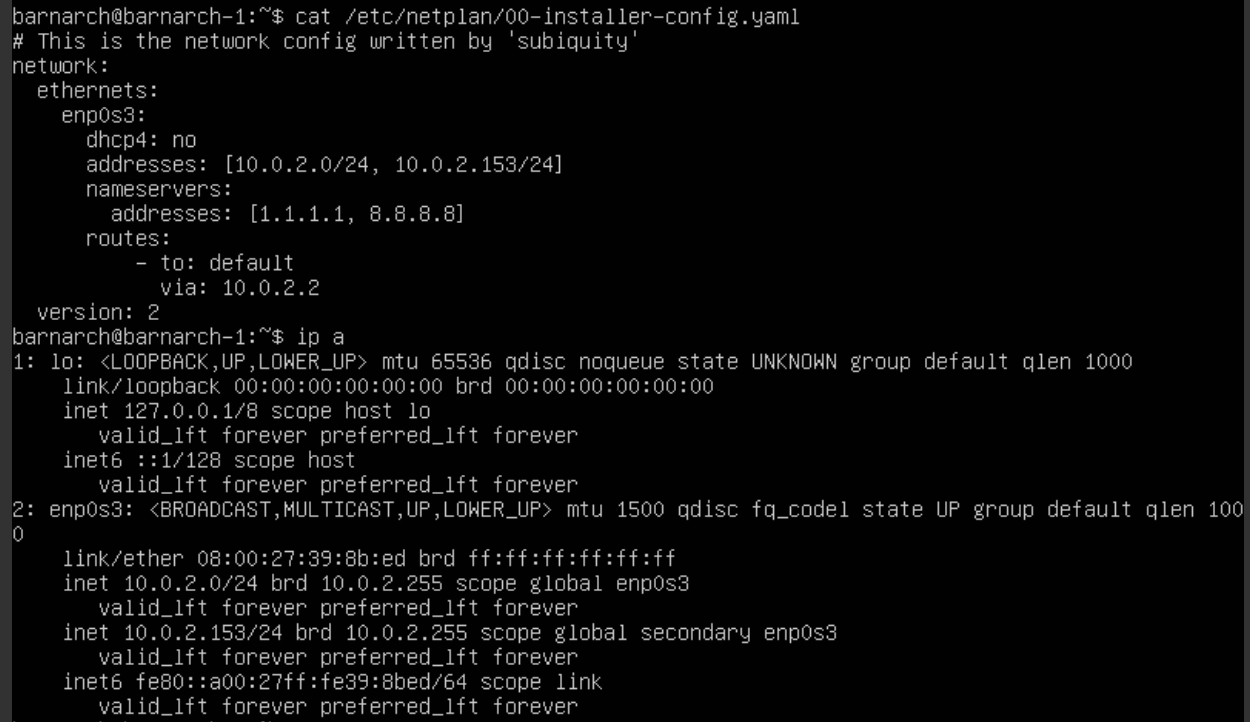 barnarch@barnarch-1:~$ cat /etc/netplan/00-installer-config.yaml
# This is the network config written by 'subiquity'
network:
  ethernets:
    enp0s3:
      dhcp4: no
      addresses: [10.0.2.0/24, 10.0.2.153/24]
      nameservers:
        addresses: [1.1.1.1, 8.8.8.8]
      routes:
          - to: default
            via: 10.0.2.2
  version: 2
barnarch@barnarch-1:~$ ip a
1: lo: <LOOPBACK,UP,LOWER_UP> mtu 65536 qdisc noqueue state UNKNOWN group default qlen 1000
    link/loopback 00:00:00:00:00:00 brd 00:00:00:00:00:00
    inet 127.0.0.1/8 scope host lo
       valid_lft forever preferred_lft forever
    inet6 ::1/128 scope host
       valid_lft forever preferred_lft forever
2: enp0s3: <BROADCAST,MULTICAST,UP,LOWER_UP> mtu 1500 qdisc fq_codel state UP group default qlen 100
0
    link/ether 08:00:27:39:8b:ed brd ff:ff:ff:ff:ff:ff
    inet 10.0.2.0/24 brd 10.0.2.255 scope global enp0s3
       valid_lft forever preferred_lft forever
    inet 10.0.2.153/24 brd 10.0.2.255 scope global secondary enp0s3
       valid_lft forever preferred_lft forever
    inet6 fe80::a00:27ff:fe39:8bed/64 scope link
       valid_lft forever preferred_lft forever